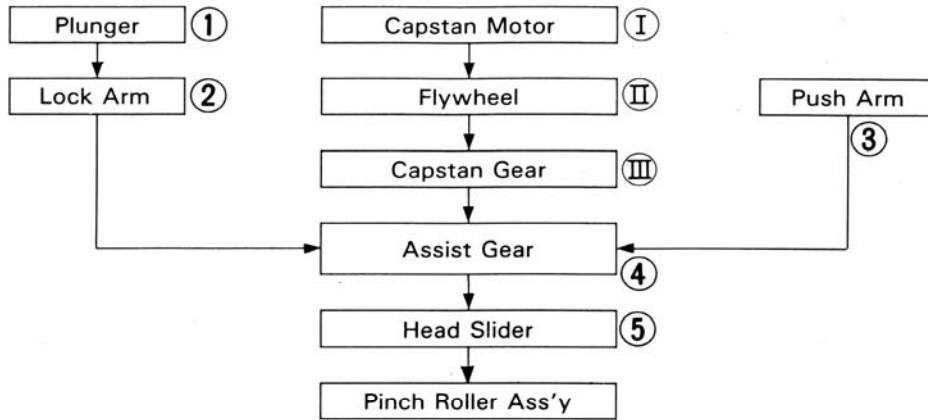 Plunger ① Capstan Motor Ⅰ
Lock Arm ② Flywheel Ⅱ Push Arm
③
Capstan Gear Ⅲ
Assist Gear
④
Head Slider ⑤
Pinch Roller Ass'y